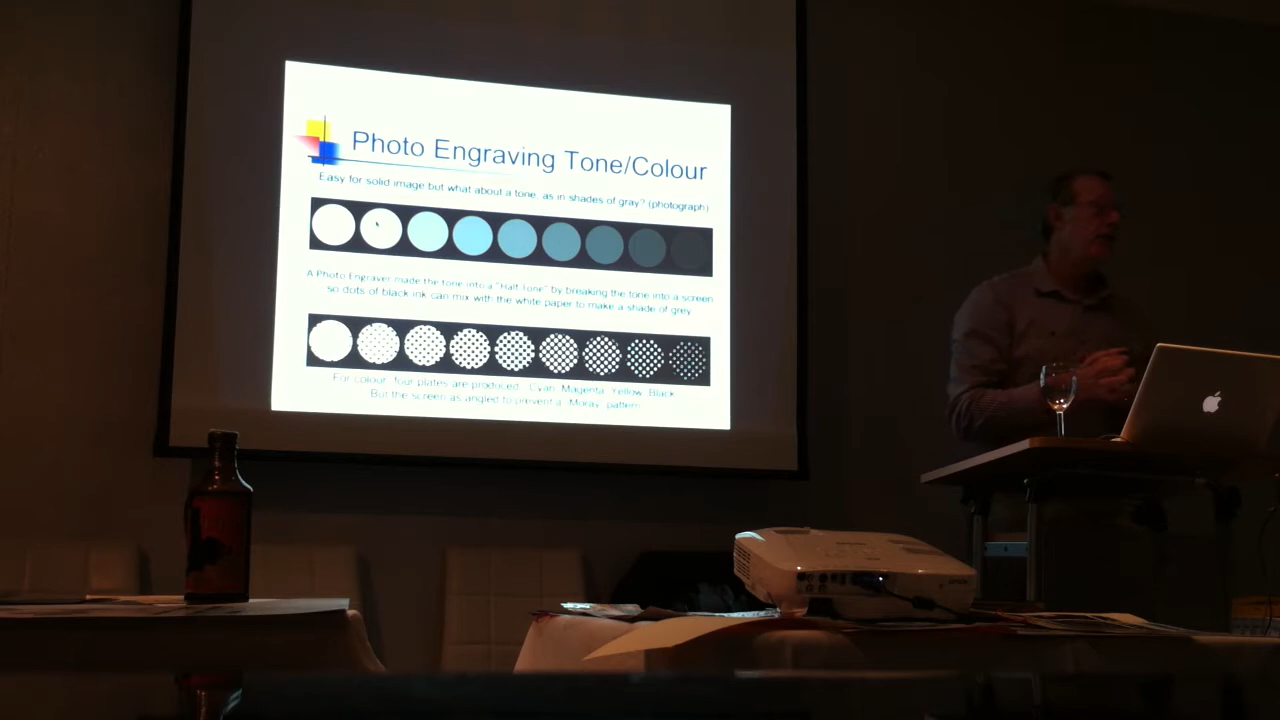 Photo Engraving Tone/Colour
Easy for solid image but what about a tone, as in shades of gray? (photograph)
A Photo Engraver made the tone into a "Half Tone" by breaking the tone into a screen
so dots of black ink can mix with the white paper to make a shade of grey
For colour, four plates are produced, Cyan, Magenta, Yellow, Black
But the screen as angled to prevent a "Moray" pattern